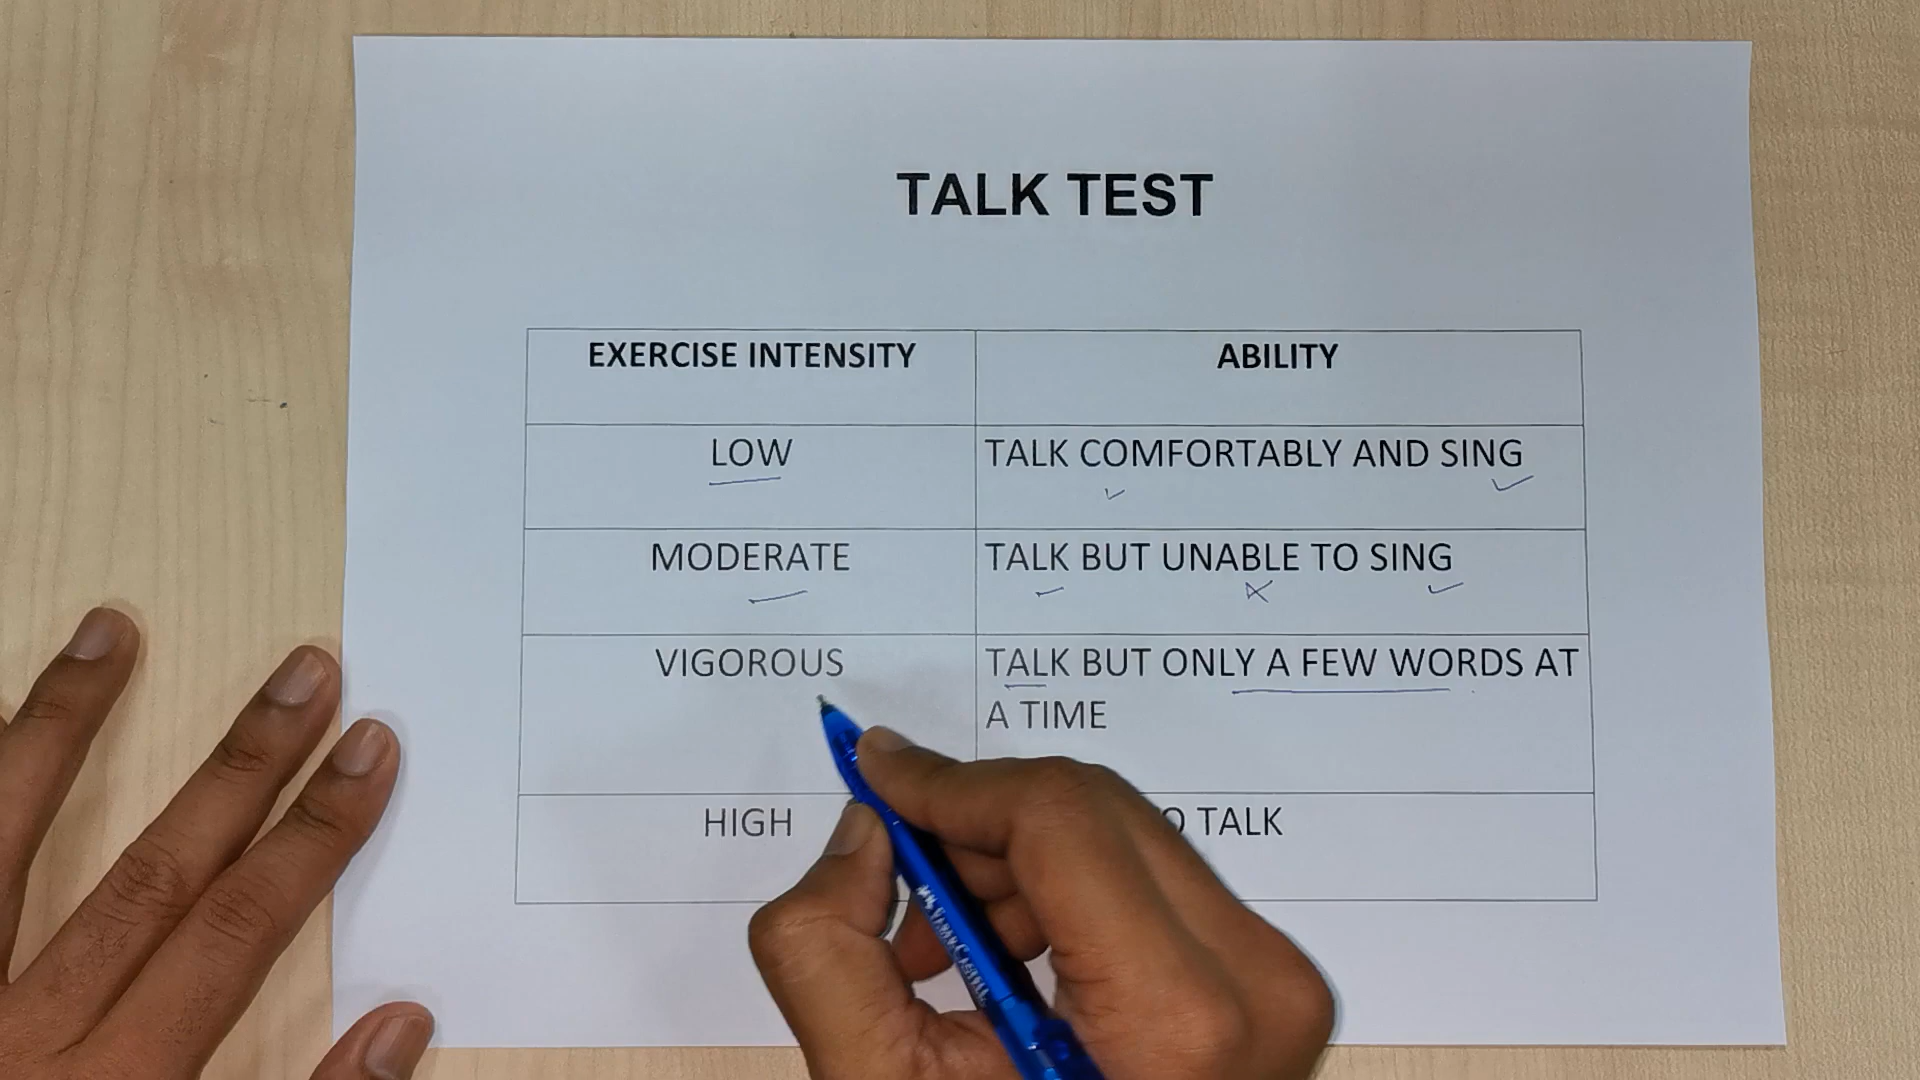 TALK TEST
EXERCISE INTENSITY ABILITY
LOW TALK COMFORTABLY AND SING
MODERATE TALK BUT UNABLE TO SING
VIGOROUS TALK BUT ONLY A FEW WORDS AT
A TIME
HIGH TALK